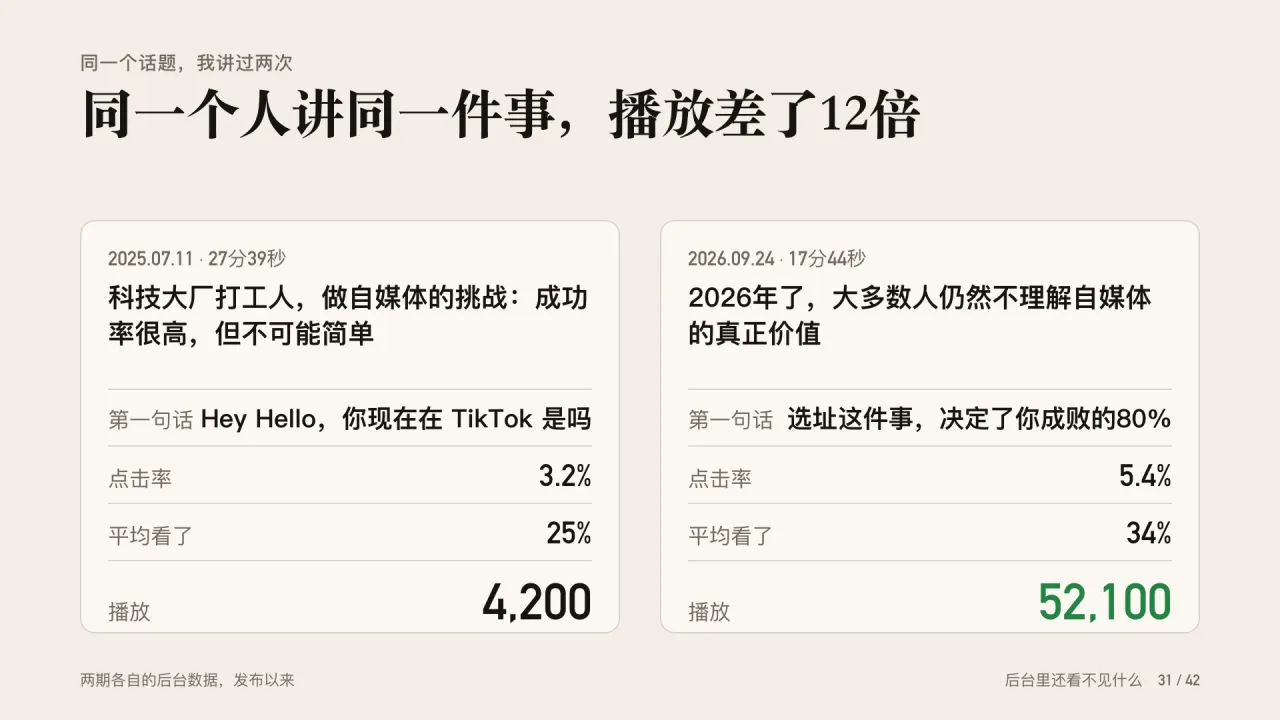 同一个话题，我讲过两次
同一个人讲同一件事，播放差了12倍
2025.07.11 · 27分39秒
科技大厂打工人，做自媒体的挑战：成功
率很高，但不可能简单
第一句话 Hey Hello，你现在在 TikTok 是吗
点击率 3.2%
平均看了 25%
播放 4,200
2026.09.24 · 17分44秒
2026年了，大多数人仍然不理解自媒体
的真正价值
第一句话 选址这件事，决定了你成败的80%
点击率 5.4%
平均看了 34%
播放 52,100
两期各自的后台数据，发布以来
后台里还看不见什么 31 / 42